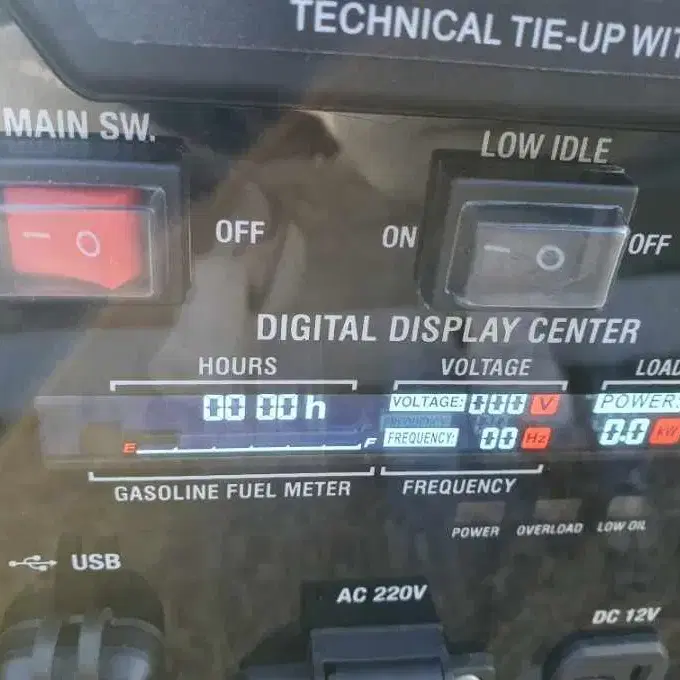 TECHNICAL TIE-UP WIT
MAIN SW.
LOW IDLE
OFF
ON
OFF
DIGITAL DISPLAY CENTER
HOURS
VOLTAGE
LOAD
00 00 h
VOLTAGE: 000 V
POWER:
E
F
FREQUENCY: 00 Hz
0.0 kW
GASOLINE FUEL METER
FREQUENCY
POWER
OVERLOAD
LOW OIL
USB
AC 220V
DC 12V